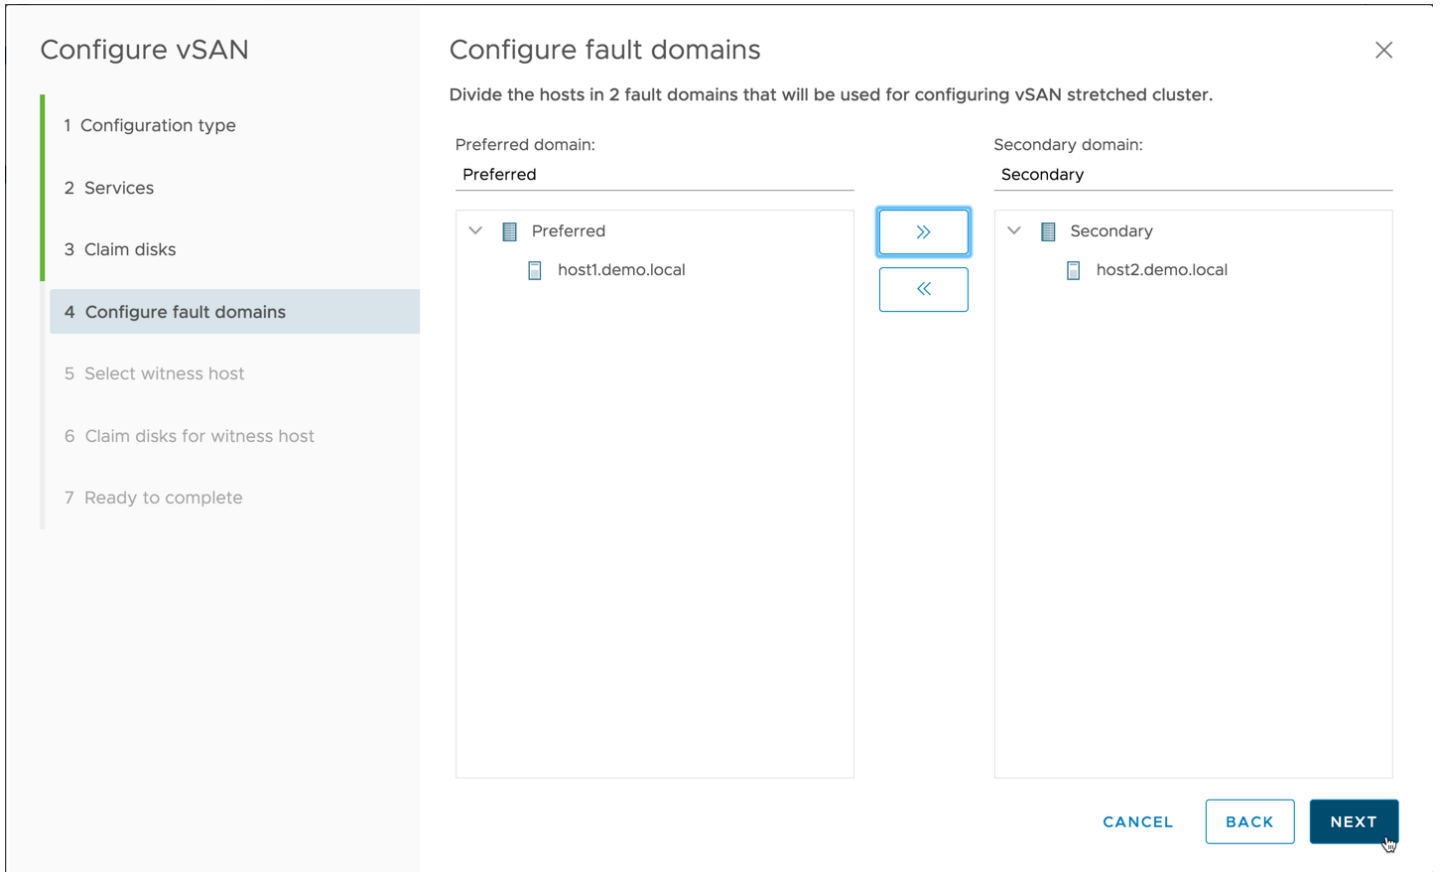 Configure vSAN
1 Configuration type
2 Services
3 Claim disks
4 Configure fault domains
5 Select witness host
6 Claim disks for witness host
7 Ready to complete
Configure fault domains
Divide the hosts in 2 fault domains that will be used for configuring vSAN stretched cluster.
Preferred domain:
Preferred
Preferred
host1.demo.local
Secondary domain:
Secondary
Secondary
host2.demo.local
CANCEL
BACK
NEXT